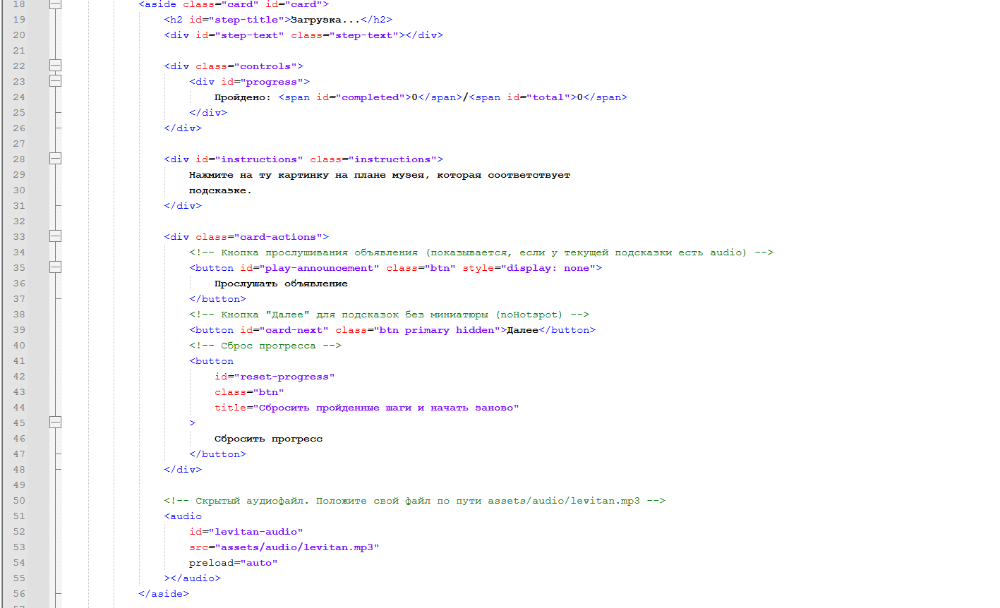 18 <aside class="card" id="card">
19 <h2 id="step-title">Загрузка...</h2>
20 <div id="step-text" class="step-text"></div>
21
22 <div class="controls">
23 <div id="progress">
24 Пройдено: <span id="completed">0</span>/<span id="total">0</span>
25 </div>
26 </div>
27
28 <div id="instructions" class="instructions">
29 Нажмите на ту картинку на плане музея, которая соответствует
30 подсказке.
31 </div>
32
33 <div class="card-actions">
34 <!-- Кнопка прослушивания объявления (показывается, если у текущей подсказки есть audio) -->
35 <button id="play-announcement" class="btn" style="display: none">
36 Прослушать объявление
37 </button>
38 <!-- Кнопка "Далее" для подсказок без миниатюры (noHotspot) -->
39 <button id="card-next" class="btn primary hidden">Далее</button>
40 <!-- Сброс прогресса -->
41 <button
42 id="reset-progress"
43 class="btn"
44 title="Сбросить пройденные шаги и начать заново"
45 >
46 Сбросить прогресс
47 </button>
48 </div>
49
50 <!-- Скрытый аудиофайл. Положите свой файл по пути assets/audio/levitan.mp3 -->
51 <audio
52 id="levitan-audio"
53 src="assets/audio/levitan.mp3"
54 preload="auto"
55 ></audio>
56 </aside>